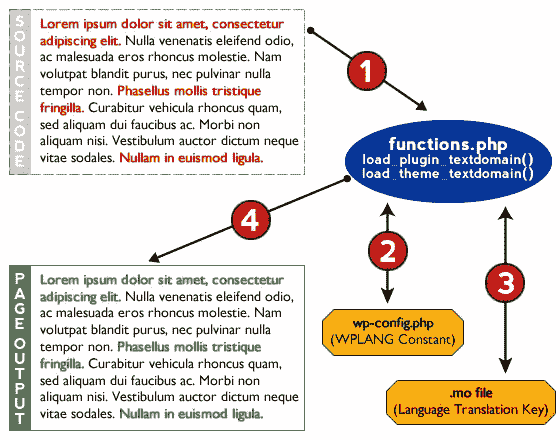 SOURCE CODE
Lorem ipsum dolor sit amet, consectetur
adipiscing elit. Nulla venenatis eleifend odio,
ac malesuada eros rhoncus molestie. Nam
volutpat blandit purus, nec pulvinar nulla
tempor non. Phasellus mollis tristique
fringilla. Curabitur vehicula rhoncus quam,
sed aliquam dui faucibus ac. Morbi non
aliquam nisi. Vestibulum auctor dictum neque
vitae sodales. Nullam in euismod ligula.
1
functions.php
load_plugin_textdomain()
load_theme_textdomain()
4
2
3
PAGE OUTPUT
Lorem ipsum dolor sit amet, consectetur
adipiscing elit. Nulla venenatis eleifend odio,
ac malesuada eros rhoncus molestie. Nam
volutpat blandit purus, nec pulvinar nulla
tempor non. Phasellus mollis tristique
fringilla. Curabitur vehicula rhoncus quam,
sed aliquam dui faucibus ac. Morbi non
aliquam nisi. Vestibulum auctor dictum neque
vitae sodales. Nullam in euismod ligula.
wp-config.php
(WPLANG Constant)
.mo file
(Language Translation Key)